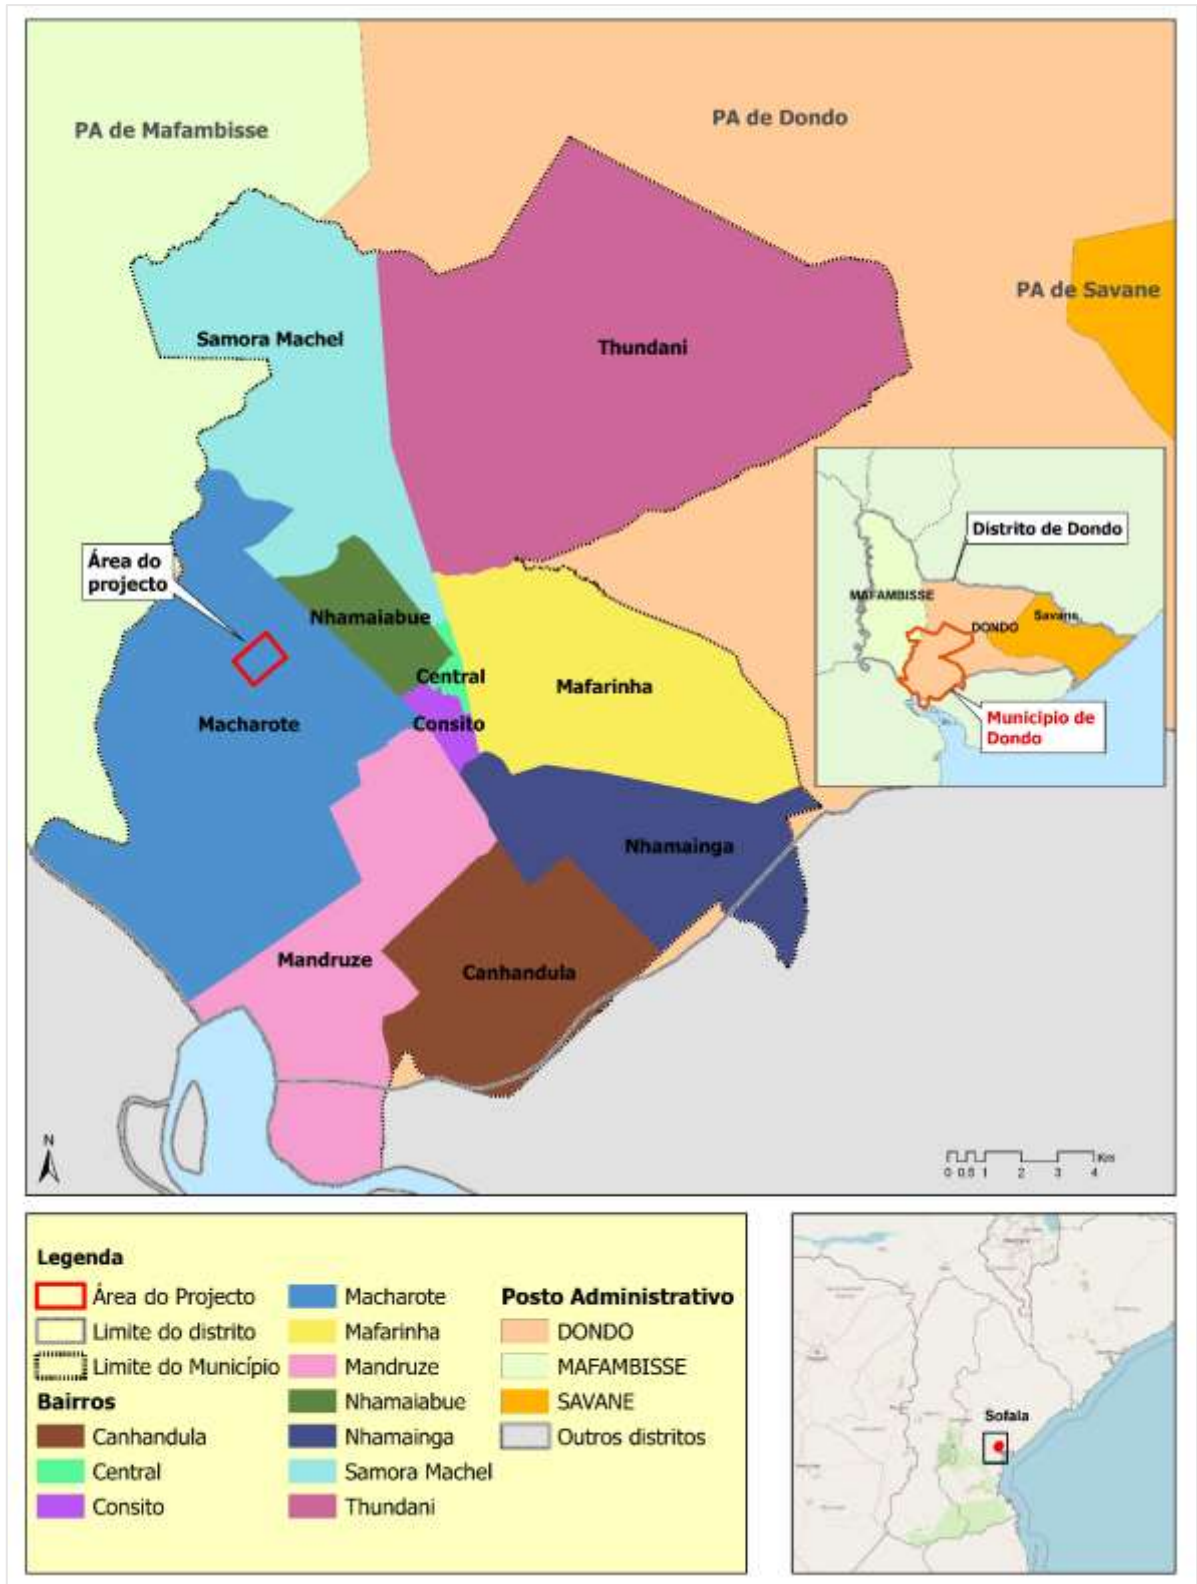 PA de Mafambisse
PA de Dondo
PA de Savane
Samora Machel
Thundani
Área do
projecto
Nhamaiabue
Central
Mafarinha
Macharote
Consito
Nhamainga
Mandruze
Canhandula
Distrito de Dondo
MAFAMBISSE
DONDO
Savane
Município de
Dondo
N
Km
0 0.5 1 2 3 4
Legenda
Área do Projecto
Limite do distrito
Limite do Município
Bairros
Canhandula
Central
Consito
Macharote
Mafarinha
Mandruze
Nhamaiabue
Nhamainga
Samora Machel
Thundani
Posto Administrativo
DONDO
MAFAMBISSE
SAVANE
Outros distritos
Sofala